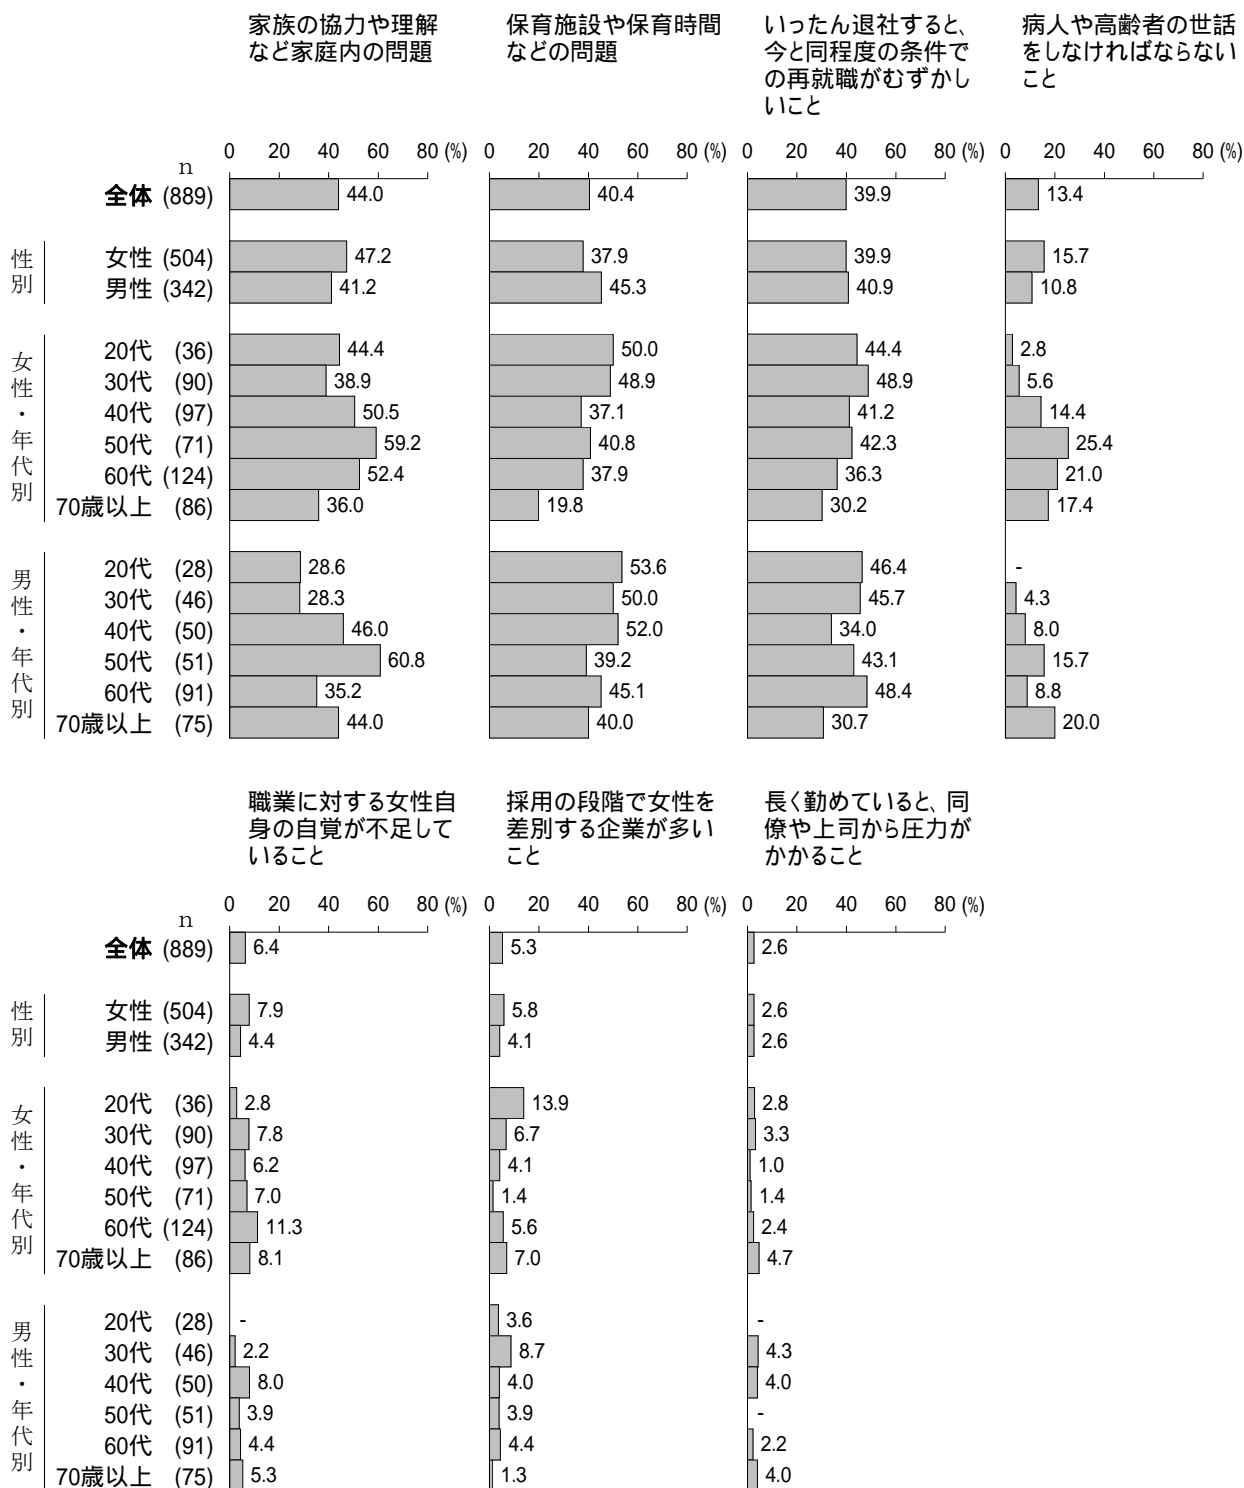 家族の協力や理解
など家庭内の問題
保育施設や保育時間
などの問題
いったん退社すると、
今と同程度の条件で
の再就職がむずかし
いこと
病人や高齢者の世話
をしなければならない
こと
n 0 20 40 60 80 (%) 0 20 40 60 80 (%) 0 20 40 60 80 (%) 0 20 40 60 80 (%)
全体 (889) 44.0 40.4 39.9 13.4
性別
女性 (504) 47.2 37.9 39.9 15.7
男性 (342) 41.2 45.3 40.9 10.8
女性・年代別
20代 (36) 44.4 50.0 44.4 2.8
30代 (90) 38.9 48.9 48.9 5.6
40代 (97) 50.5 37.1 41.2 14.4
50代 (71) 59.2 40.8 42.3 25.4
60代 (124) 52.4 37.9 36.3 21.0
70歳以上 (86) 36.0 19.8 30.2 17.4
男性・年代別
20代 (28) 28.6 53.6 46.4 -
30代 (46) 28.3 50.0 45.7 4.3
40代 (50) 46.0 52.0 34.0 8.0
50代 (51) 60.8 39.2 43.1 15.7
60代 (91) 35.2 45.1 48.4 8.8
70歳以上 (75) 44.0 40.0 30.7 20.0
職業に対する女性自
身の自覚が不足して
いること
採用の段階で女性を
差別する企業が多い
こと
長く勤めていると、同
僚や上司から圧力が
かかること
n 0 20 40 60 80 (%) 0 20 40 60 80 (%) 0 20 40 60 80 (%)
全体 (889) 6.4 5.3 2.6
性別
女性 (504) 7.9 5.8 2.6
男性 (342) 4.4 4.1 2.6
女性・年代別
20代 (36) 2.8 13.9 2.8
30代 (90) 7.8 6.7 3.3
40代 (97) 6.2 4.1 1.0
50代 (71) 7.0 1.4 1.4
60代 (124) 11.3 5.6 2.4
70歳以上 (86) 8.1 7.0 4.7
男性・年代別
20代 (28) - 3.6 -
30代 (46) 2.2 8.7 4.3
40代 (50) 8.0 4.0 4.0
50代 (51) 3.9 3.9 -
60代 (91) 4.4 4.4 2.2
70歳以上 (75) 5.3 1.3 4.0